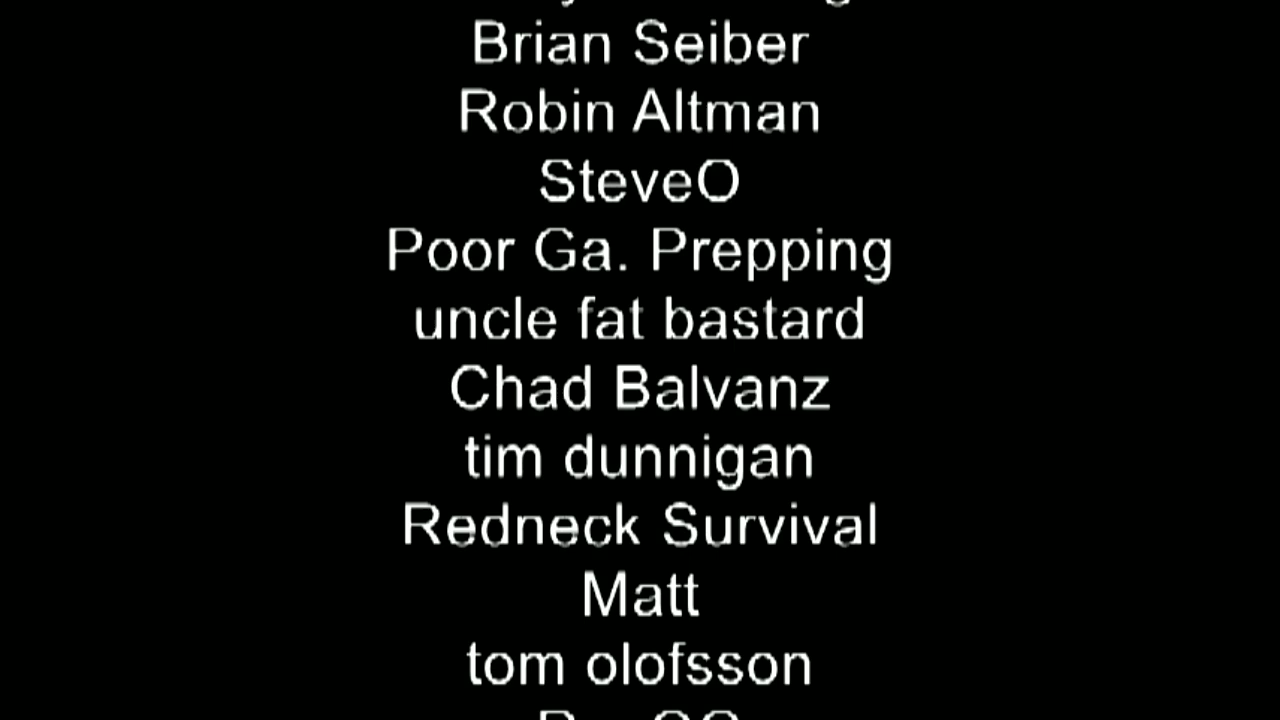 Brian Seiber
Robin Altman
SteveO
Poor Ga. Prepping
uncle fat bastard
Chad Balvanz
tim dunnigan
Redneck Survival
Matt
tom olofsson